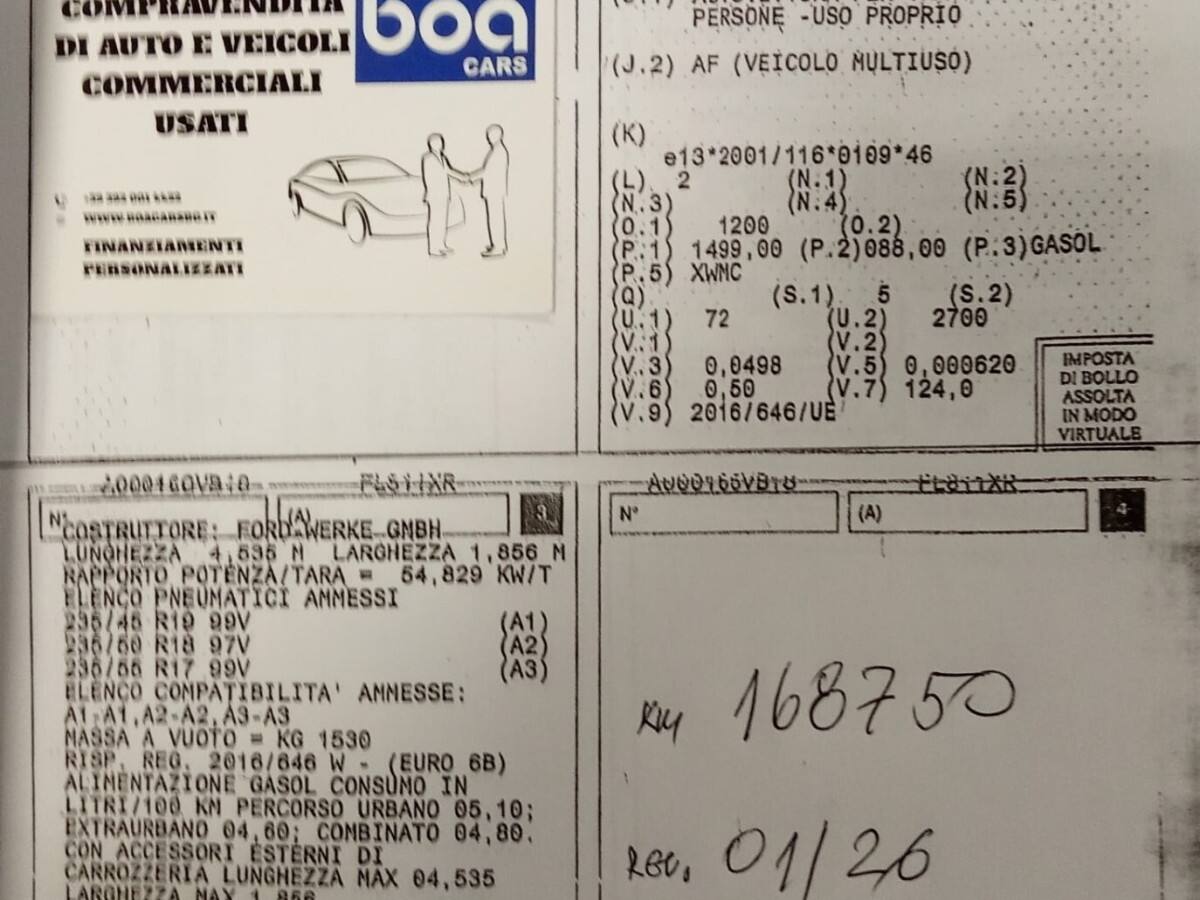 COMPRAVENDITA
DI AUTO E VEICOLI
COMMERCIALI
USATI
boa
CARS
FINANZIAMENTI
PERSONALIZZATI
PERSONE -USO PROPRIO
(J.2) AF (VEICOLO MULTIUSO)
(K)
e13*2001/116*0109*46
(L) 2 (N.1) (N.2)
(N.3) (N.4) (N.5)
(O.1) 1200 (O.2)
(P.1) 1499,00 (P.2)088,00 (P.3)GASOL
(P.5) XWMC
(Q) (S.1) 5 (S.2)
(U.1) 72 (U.2) 2700
(V.1) (V.2)
(V.3) 0,0498 (V.5) 0,000620
(V.6) 0,50 (V.7) 124,0
(V.9) 2016/646/UE
IMPOSTA
DI BOLLO
ASSOLTA
IN MODO
VIRTUALE
N° (A) 3
COSTRUTTORE: FORD-WERKE GMBH
LUNGHEZZA 4,535 M LARGHEZZA 1,856 M
RAPPORTO POTENZA/TARA = 54,829 KW/T
ELENCO PNEUMATICI AMMESSI
235/45 R19 99V (A1)
235/50 R18 97V (A2)
235/55 R17 99V (A3)
ELENCO COMPATIBILITA' AMMESSE:
A1-A1,A2-A2,A3-A3
MASSA A VUOTO = KG 1530
RISP. REG. 2016/646 W - (EURO 6B)
ALIMENTAZIONE GASOL CONSUMO IN
LITRI/100 KM PERCORSO URBANO 05,10;
EXTRAURBANO 04,60; COMBINATO 04,80.
CON ACCESSORI ESTERNI DI
CARROZZERIA LUNGHEZZA MAX 04,535
LARGHEZZA MAX 1,856
N° (A) 4
KM 168750
REV. 01/26